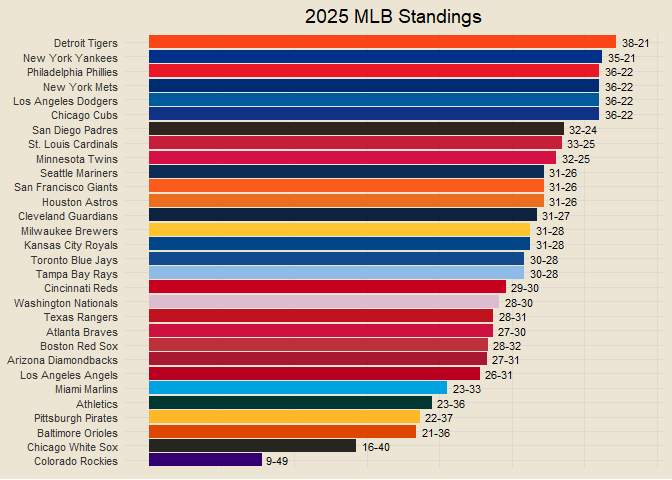 2025 MLB Standings
Detroit Tigers 38-21
New York Yankees 35-21
Philadelphia Phillies 36-22
New York Mets 36-22
Los Angeles Dodgers 36-22
Chicago Cubs 36-22
San Diego Padres 32-24
St. Louis Cardinals 33-25
Minnesota Twins 32-25
Seattle Mariners 31-26
San Francisco Giants 31-26
Houston Astros 31-26
Cleveland Guardians 31-27
Milwaukee Brewers 31-28
Kansas City Royals 31-28
Toronto Blue Jays 30-28
Tampa Bay Rays 30-28
Cincinnati Reds 29-30
Washington Nationals 28-30
Texas Rangers 28-31
Atlanta Braves 27-30
Boston Red Sox 28-32
Arizona Diamondbacks 27-31
Los Angeles Angels 26-31
Miami Marlins 23-33
Athletics 23-36
Pittsburgh Pirates 22-37
Baltimore Orioles 21-36
Chicago White Sox 16-40
Colorado Rockies 9-49